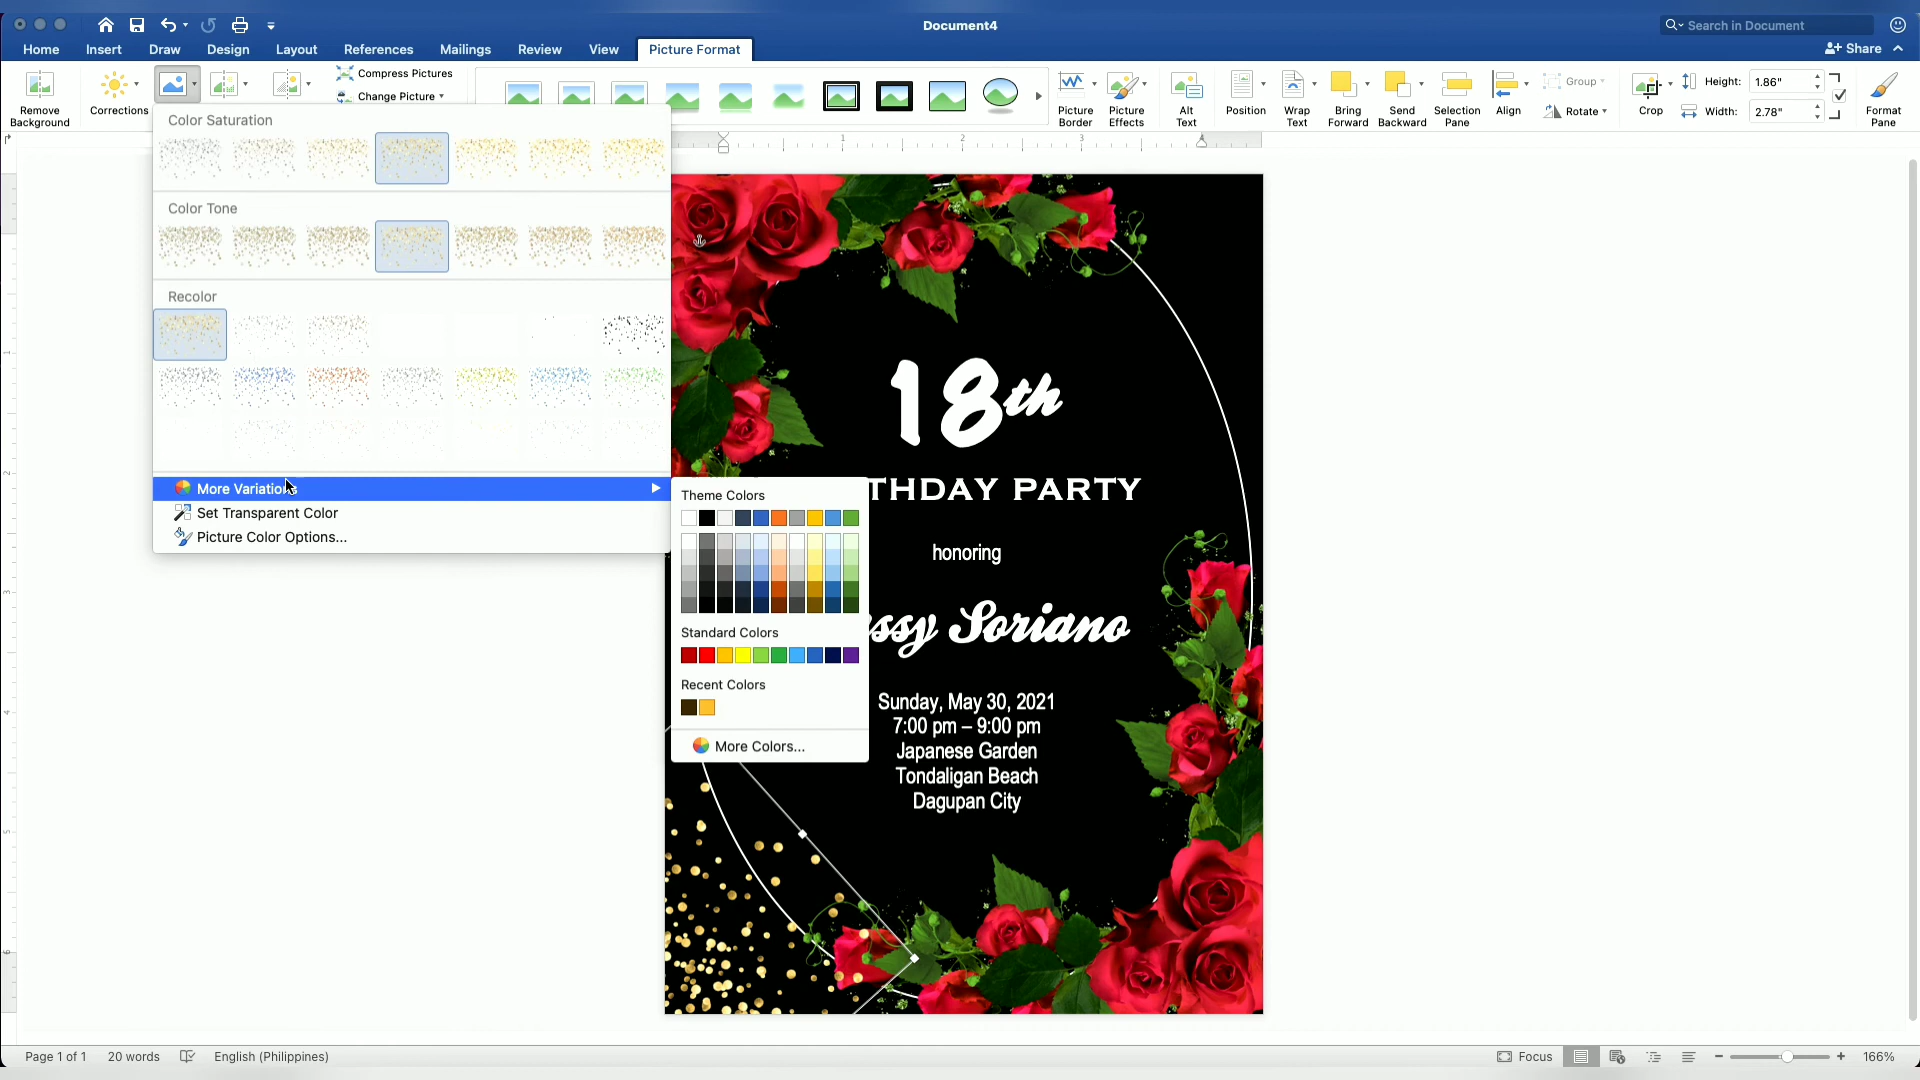 Document4
Search in Document
Home Insert Draw Design Layout References Mailings Review View Picture Format
Share
Remove Background
Corrections
Compress Pictures
Change Picture
Picture Border
Picture Effects
Alt Text
Position
Wrap Text
Bring Forward
Send Backward
Selection Pane
Align
Group
Rotate
Crop
Height: 1.86"
Width: 2.78"
Format Pane
Color Saturation
Color Tone
Recolor
More Variations
Set Transparent Color
Picture Color Options...
Theme Colors
Standard Colors
Recent Colors
More Colors...
18th
THDAY PARTY
honoring
ssy Soriano
Sunday, May 30, 2021
7:00 pm – 9:00 pm
Japanese Garden
Tondaligan Beach
Dagupan City
Page 1 of 1 20 words English (Philippines)
Focus
166%